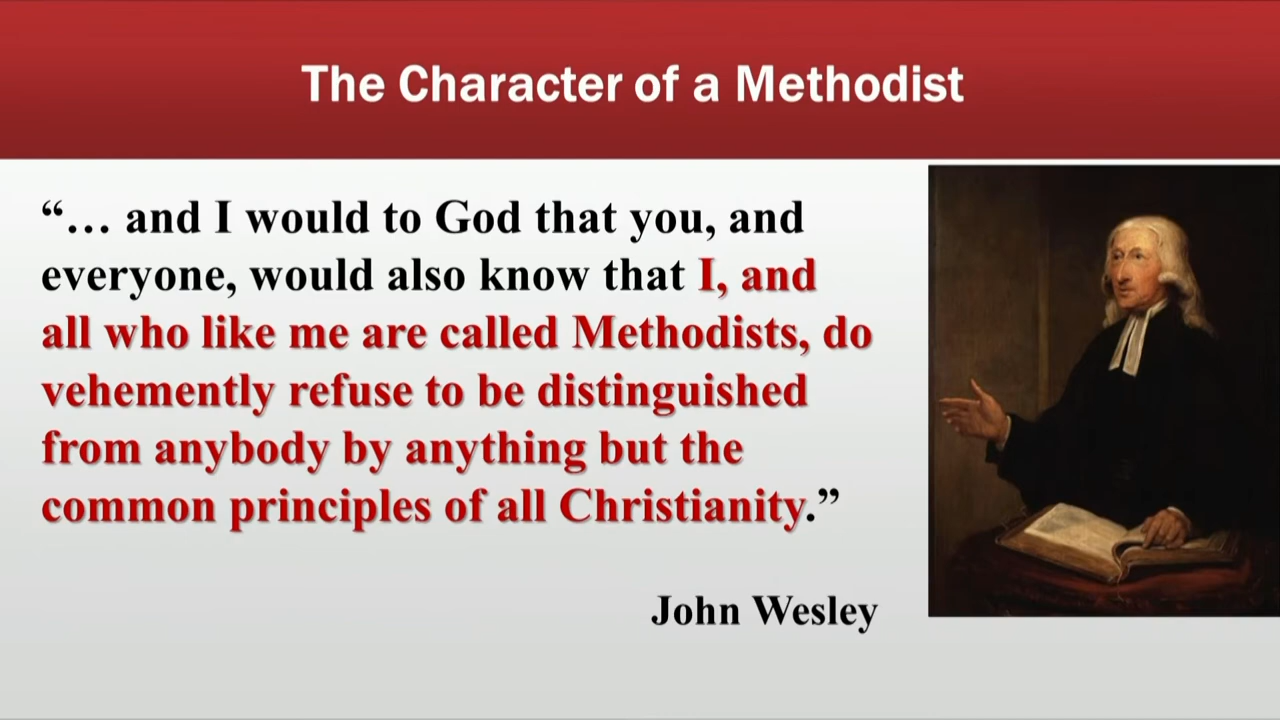 The Character of a Methodist
“… and I would to God that you, and
everyone, would also know that I, and
all who like me are called Methodists, do
vehemently refuse to be distinguished
from anybody by anything but the
common principles of all Christianity.”
John Wesley